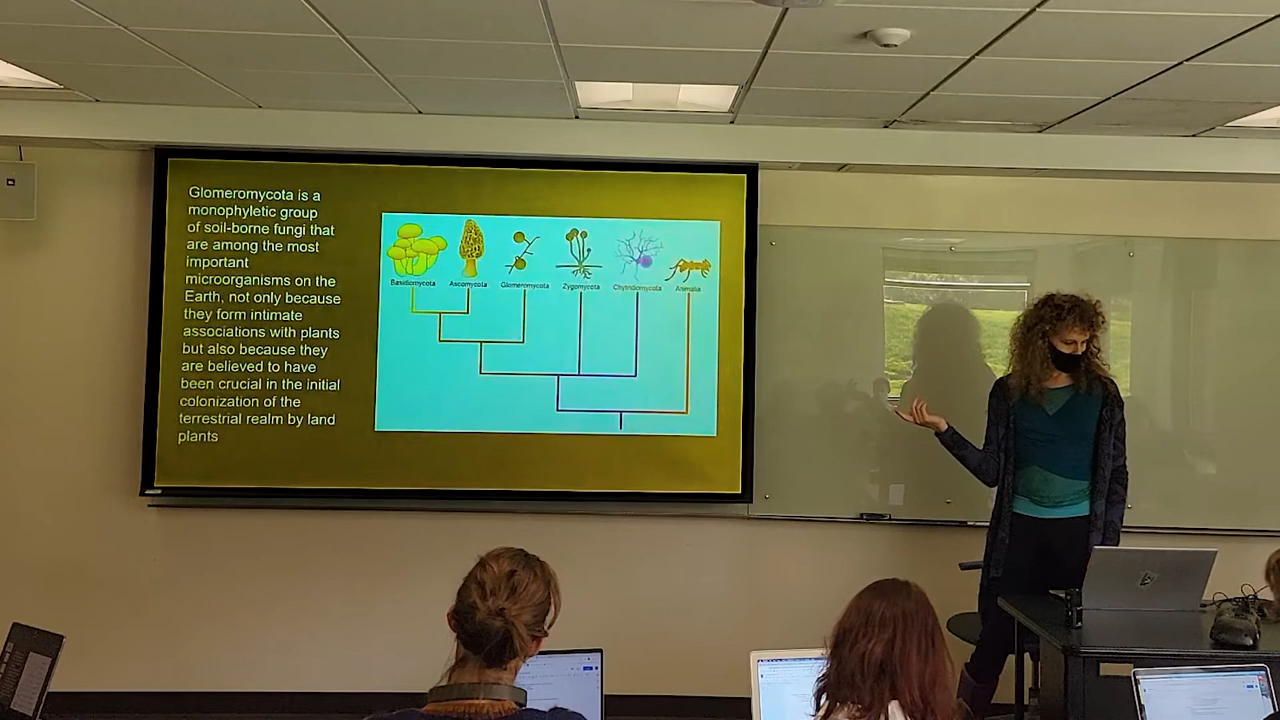 Glomeromycota is a
monophyletic group
of soil-borne fungi that
are among the most
important
microorganisms on the
Earth, not only because
they form intimate
associations with plants
but also because they
are believed to have
been crucial in the initial
colonization of the
terrestrial realm by land
plants
Basidiomycota Ascomycota Glomeromycota Zygomycota Chytridiomycota Animalia